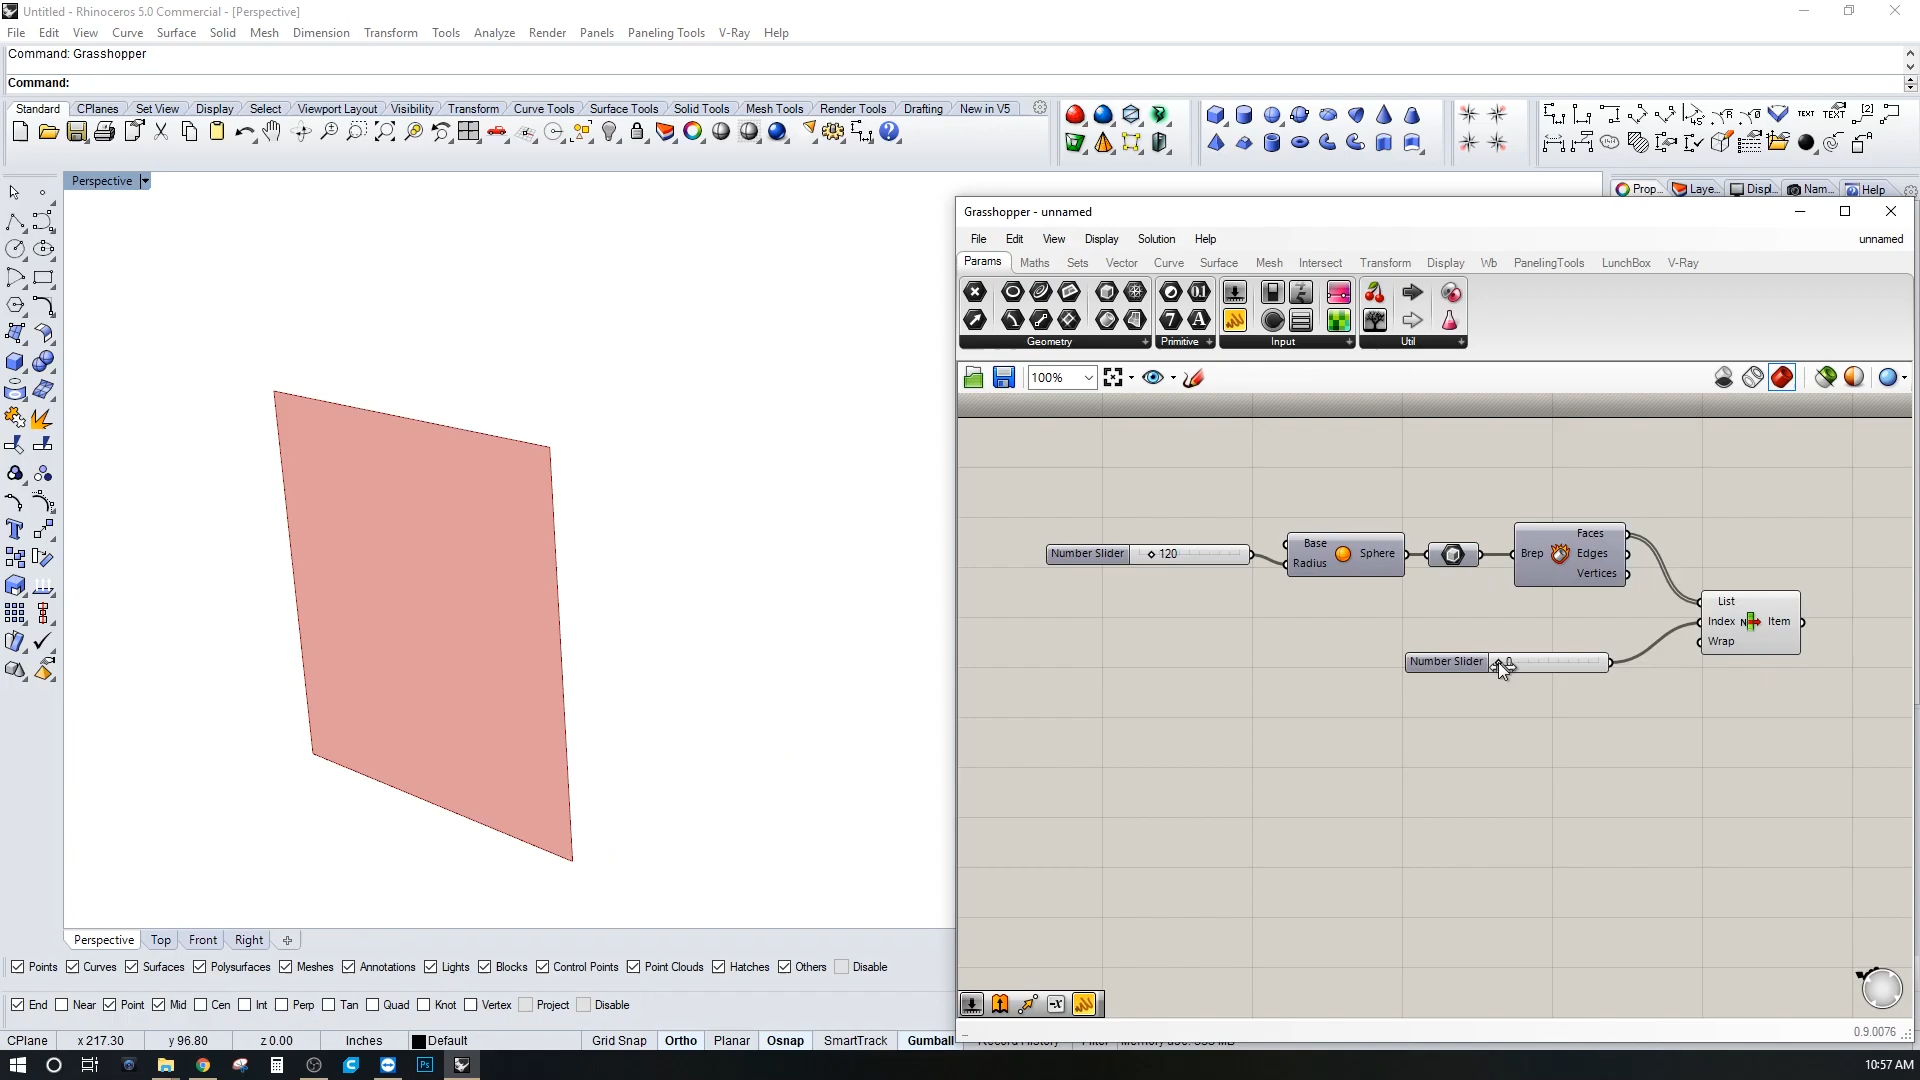 Untitled - Rhinoceros 5.0 Commercial - [Perspective]
File Edit View Curve Surface Solid Mesh Dimension Transform Tools Analyze Render Panels Paneling Tools V-Ray Help
Command: Grasshopper
Command:
Standard CPlanes Set View Display Select Viewport Layout Visibility Transform Curve Tools Surface Tools Solid Tools Mesh Tools Render Tools Drafting New in V5
TEXT TEXT
Perspective
Prop... Laye... Displ... Nam... Help
Grasshopper - unnamed
File Edit View Display Solution Help unnamed
Params Maths Sets Vector Curve Surface Mesh Intersect Transform Display Wb PanelingTools LunchBox V-Ray
Geometry Primitive Input Util
100%
Number Slider 120
Base
Radius
Sphere
Brep
Faces
Edges
Vertices
List
Index
Wrap
Item
Number Slider
Perspective Top Front Right
Points Curves Surfaces Polysurfaces Meshes Annotations Lights Blocks Control Points Point Clouds Hatches Others Disable
End Near Point Mid Cen Int Perp Tan Quad Knot Vertex Project Disable
0.9.0076
CPlane x 217.30 y 96.80 z 0.00 Inches Default Grid Snap Ortho Planar Osnap SmartTrack Gumball
10:57 AM